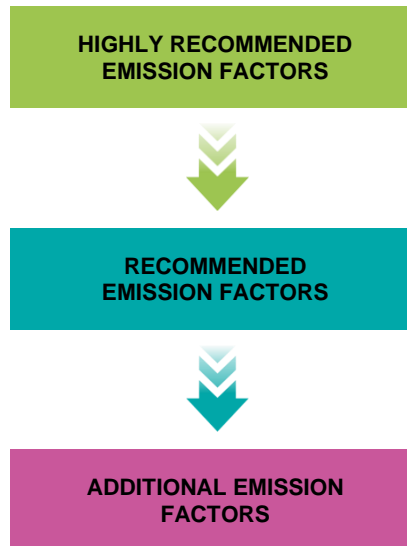 HIGHLY RECOMMENDED
EMISSION FACTORS
RECOMMENDED
EMISSION FACTORS
ADDITIONAL EMISSION
FACTORS